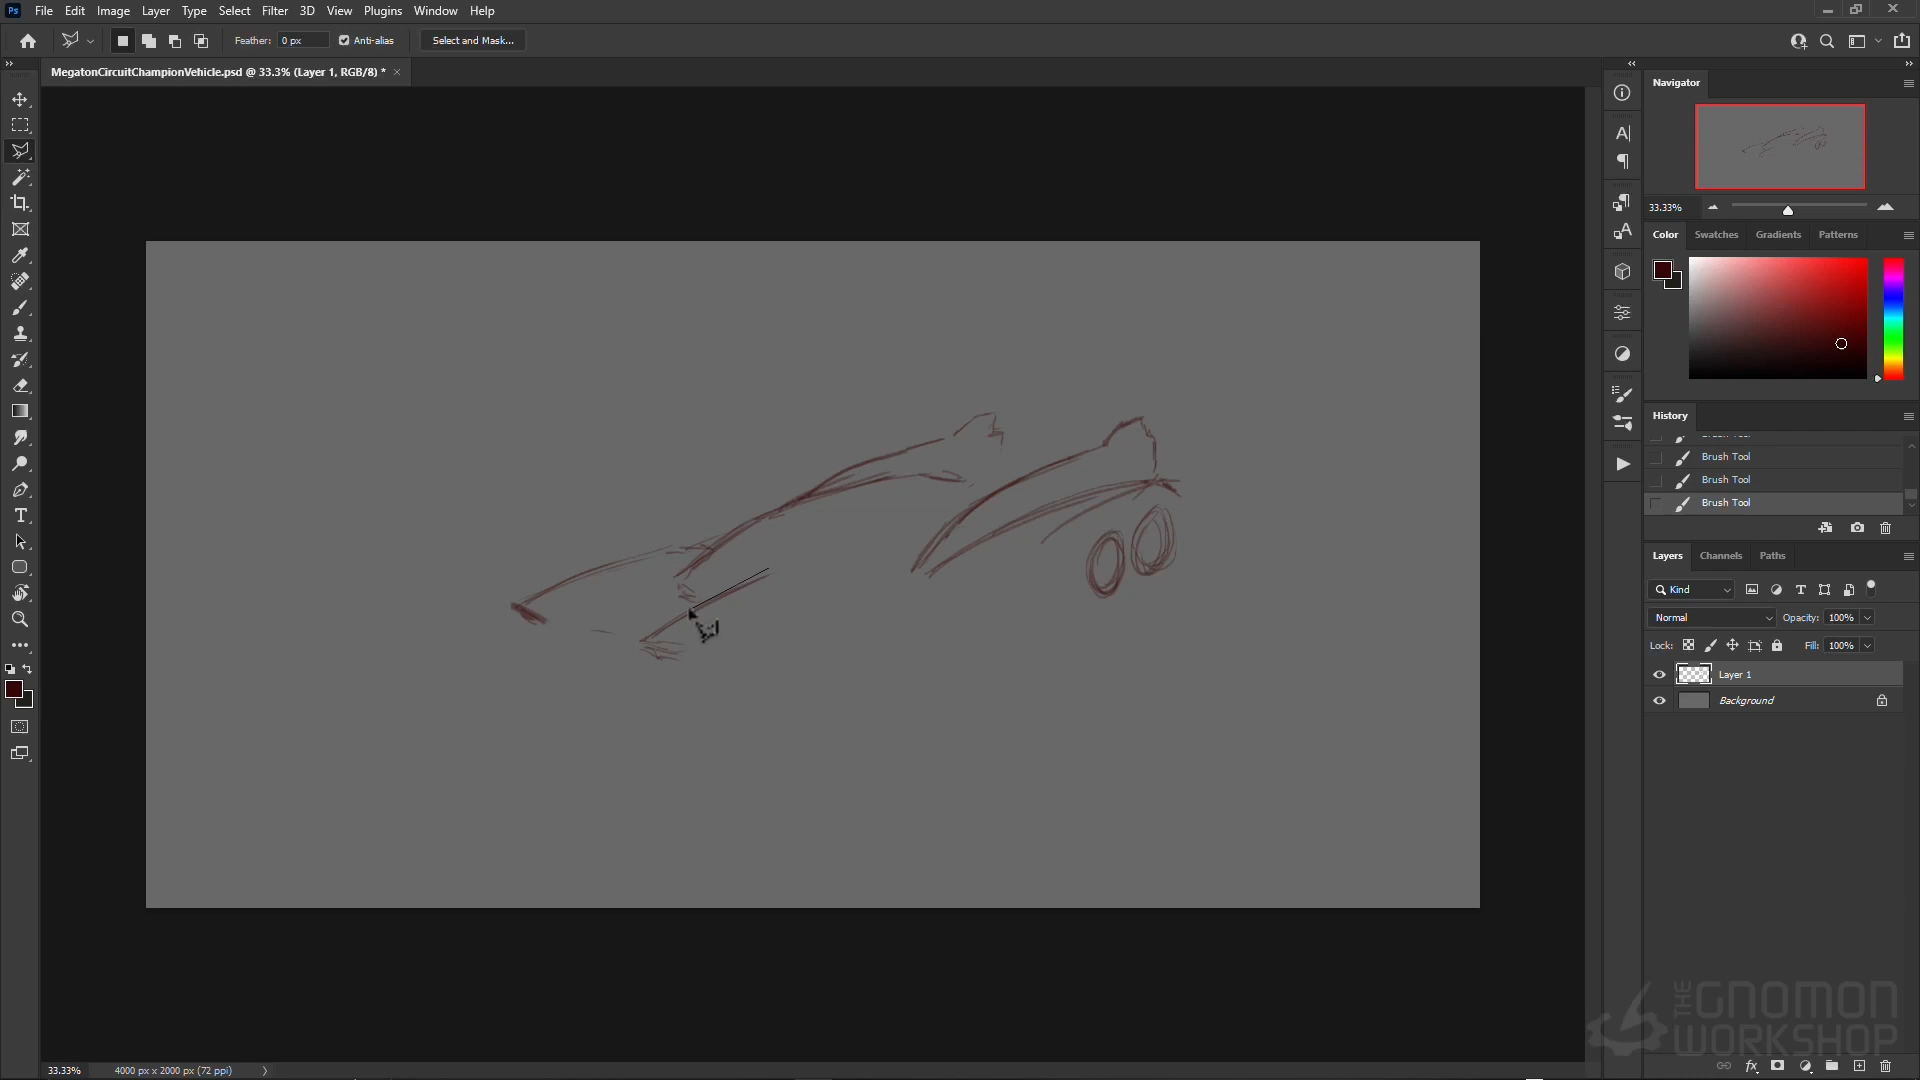 Ps File Edit Image Layer Type Select Filter 3D View Plugins Window Help
Feather: 0 px Anti-alias Select and Mask...
MegatonCircuitChampionVehicle.psd @ 33.3% (Layer 1, RGB/8) *
Navigator
33.33%
Color Swatches Gradients Patterns
History
Brush Tool
Brush Tool
Brush Tool
Brush Tool
Layers Channels Paths
Kind
Normal Opacity: 100%
Lock: Fill: 100%
Layer 1
Background
THE GNOMON
WORKSHOP
33.33% 4000 px x 2000 px (72 ppi)